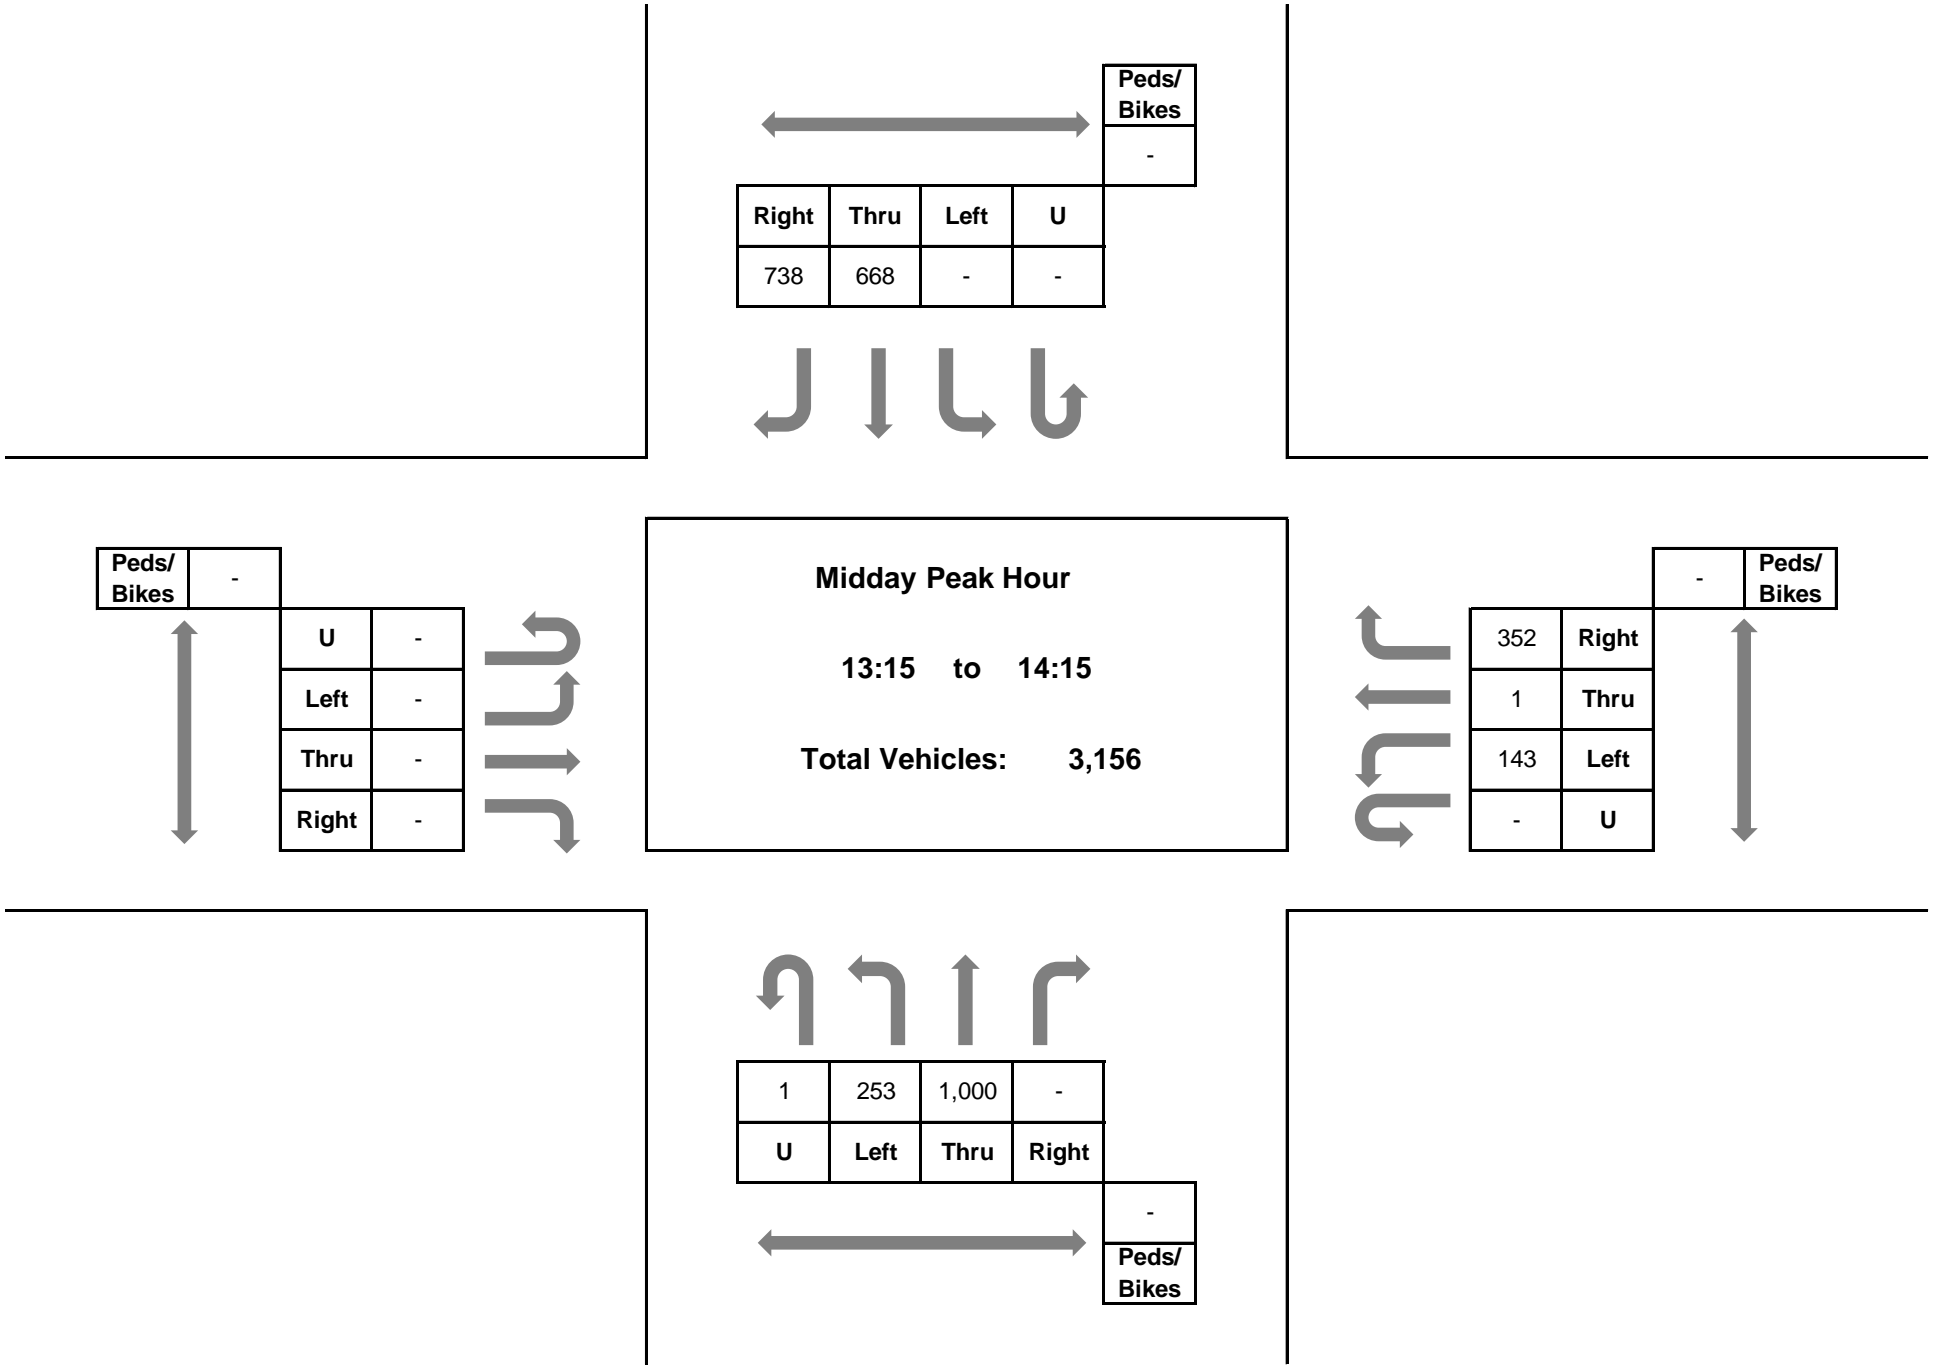 Peds/
Bikes
-
Right Thru Left U
738 668 - -
Peds/
Bikes
-
U -
Left -
Thru -
Right -
Midday Peak Hour
13:15 to 14:15
Total Vehicles: 3,156
- Peds/
Bikes
352 Right
1 Thru
143 Left
- U
1 253 1,000 -
U Left Thru Right
-
Peds/
Bikes